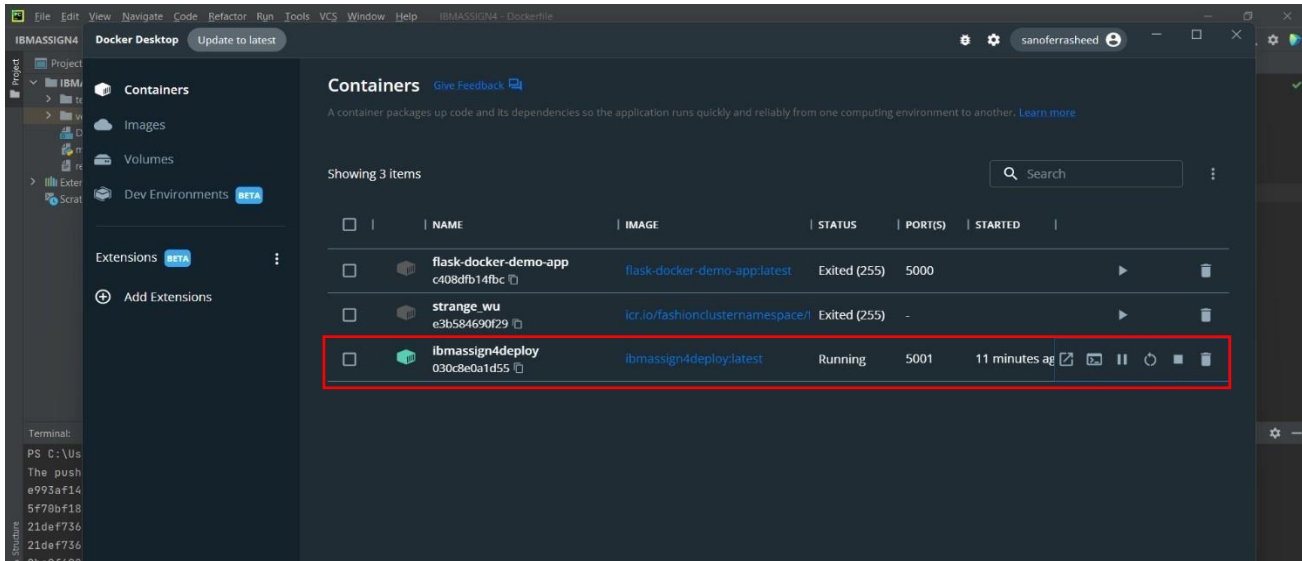 File Edit View Navigate Code Refactor Run Tools VCS Window Help IBMASSIGN4 - Dockerfile
IBMASSIGN4
Docker Desktop Update to latest sanoferrasheed
Project
Containers
Images
Volumes
Dev Environments BETA
Extensions BETA
Add Extensions
Containers Give Feedback
A container packages up code and its dependencies so the application runs quickly and reliably from one computing environment to another. Learn more
Showing 3 items Search
NAME IMAGE STATUS PORT(S) STARTED
flask-docker-demo-app flask-docker-demo-app:latest Exited (255) 5000
c408dfb14fbc
strange_wu icr.io/fashionclusternamespace/ Exited (255) -
e3b584690f29
ibmassign4deploy ibmassign4deploy:latest Running 5001 11 minutes ag
030c8e0a1d55
Project
IBM
Exter
Scrat
Terminal:
PS C:\Us
The push
e993af14
5f70bf18
21def736
21def736
Structure